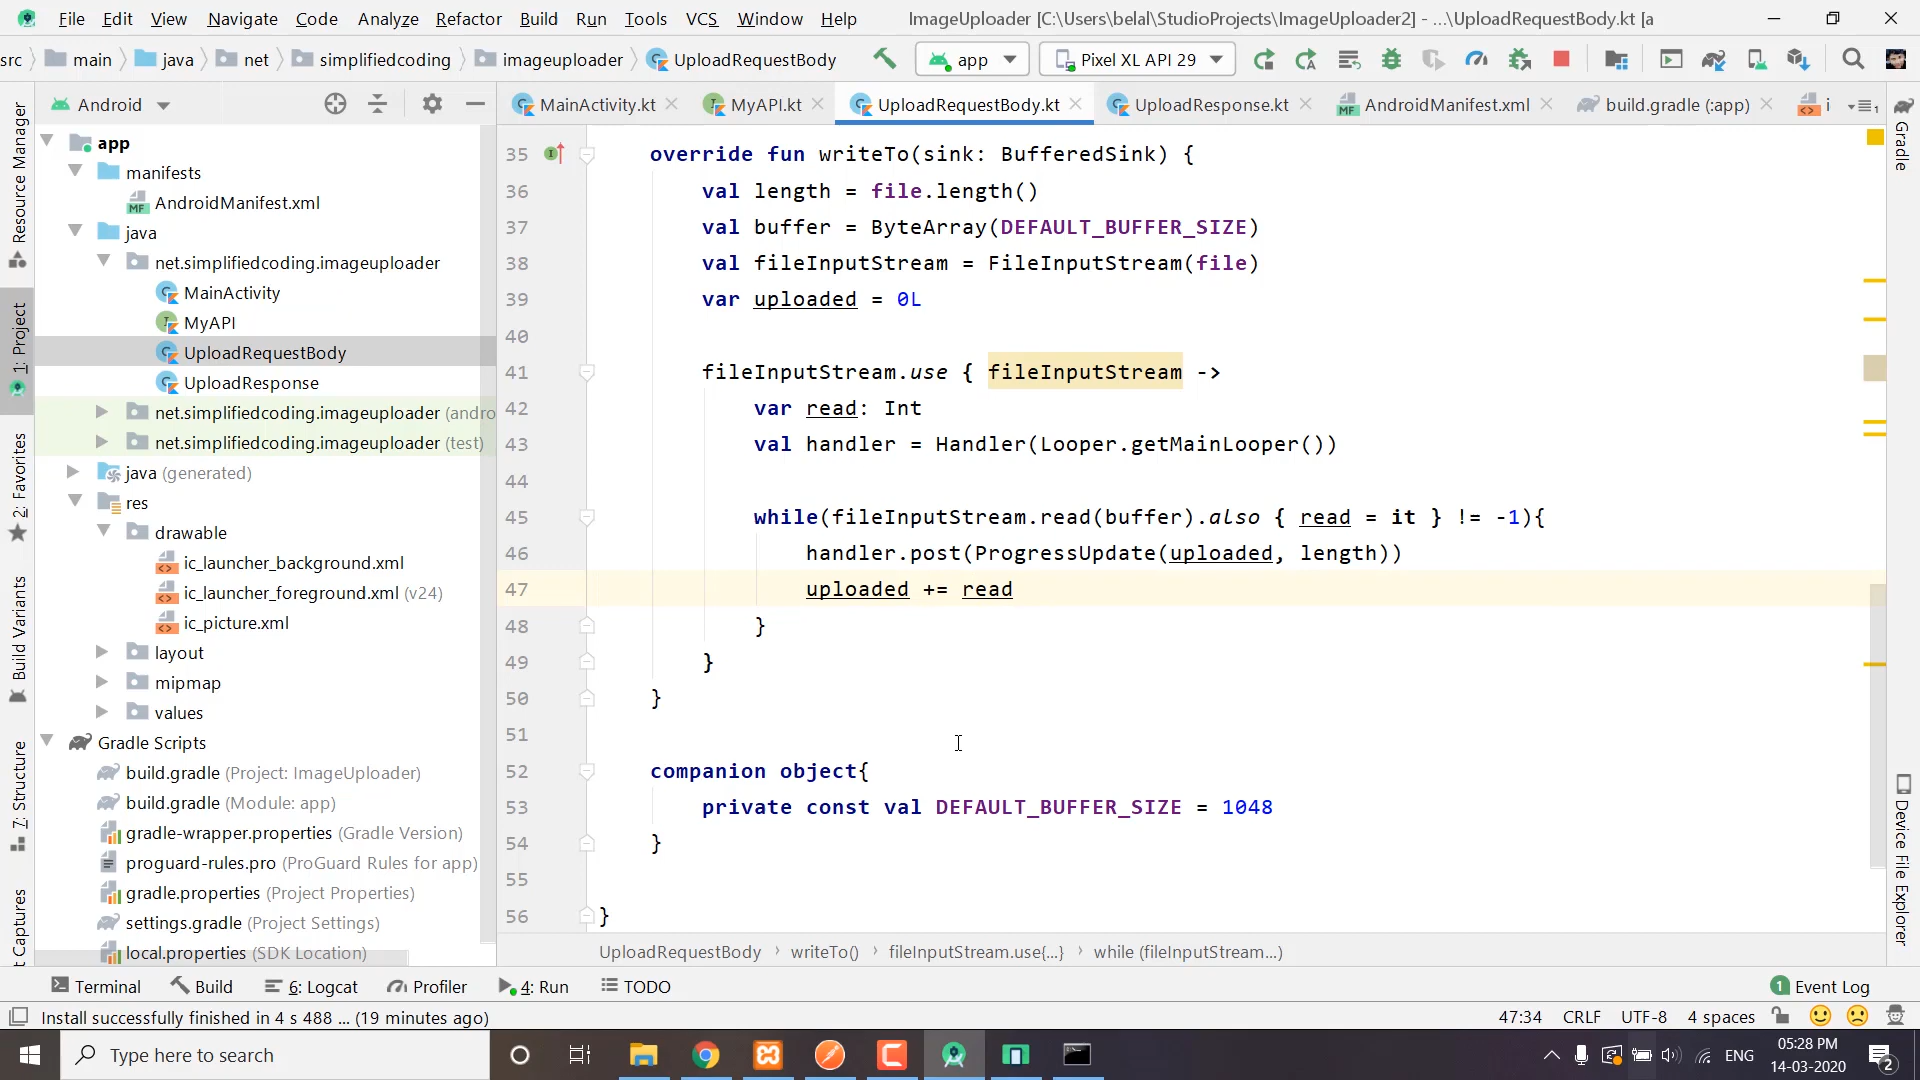 File Edit View Navigate Code Analyze Refactor Build Run Tools VCS Window Help ImageUploader [C:\Users\belal\StudioProjects\ImageUploader2] - ...\UploadRequestBody.kt [a
src main java net simplifiedcoding imageuploader UploadRequestBody app Pixel XL API 29
Android
MainActivity.kt MyAPI.kt UploadRequestBody.kt UploadResponse.kt AndroidManifest.xml build.gradle (:app) i
Resource Manager
1: Project
2: Favorites
Build Variants
7: Structure
t Captures
app
manifests
AndroidManifest.xml
java
net.simplifiedcoding.imageuploader
MainActivity
MyAPI
UploadRequestBody
UploadResponse
net.simplifiedcoding.imageuploader (andro
net.simplifiedcoding.imageuploader (test)
java (generated)
res
drawable
ic_launcher_background.xml
ic_launcher_foreground.xml (v24)
ic_picture.xml
layout
mipmap
values
Gradle Scripts
build.gradle (Project: ImageUploader)
build.gradle (Module: app)
gradle-wrapper.properties (Gradle Version)
proguard-rules.pro (ProGuard Rules for app)
gradle.properties (Project Properties)
settings.gradle (Project Settings)
local.properties (SDK Location)
35 override fun writeTo(sink: BufferedSink) {
36 val length = file.length()
37 val buffer = ByteArray(DEFAULT_BUFFER_SIZE)
38 val fileInputStream = FileInputStream(file)
39 var uploaded = 0L
40
41 fileInputStream.use { fileInputStream ->
42 var read: Int
43 val handler = Handler(Looper.getMainLooper())
44
45 while(fileInputStream.read(buffer).also { read = it } != -1){
46 handler.post(ProgressUpdate(uploaded, length))
47 uploaded += read
48 }
49 }
50 }
51
52 companion object{
53 private const val DEFAULT_BUFFER_SIZE = 1048
54 }
55
56 }
UploadRequestBody › writeTo() › fileInputStream.use{...} › while (fileInputStream...)
Gradle
Device File Explorer
Terminal Build 6: Logcat Profiler 4: Run TODO 1 Event Log
Install successfully finished in 4 s 488 ... (19 minutes ago) 47:34 CRLF UTF-8 4 spaces
Type here to search ENG 05:28 PM
14-03-2020 2